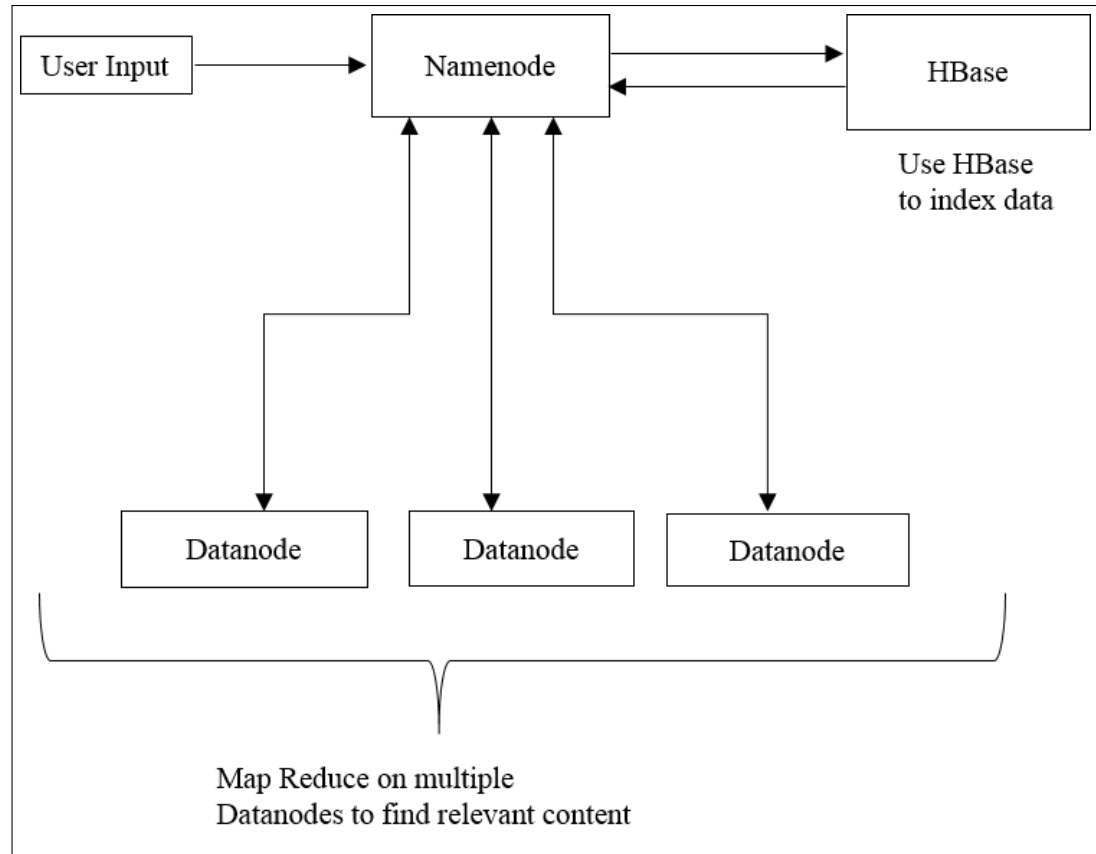 User Input
Namenode
HBase
Use HBase
to index data
Datanode
Datanode
Datanode
Map Reduce on multiple
Datanodes to find relevant content